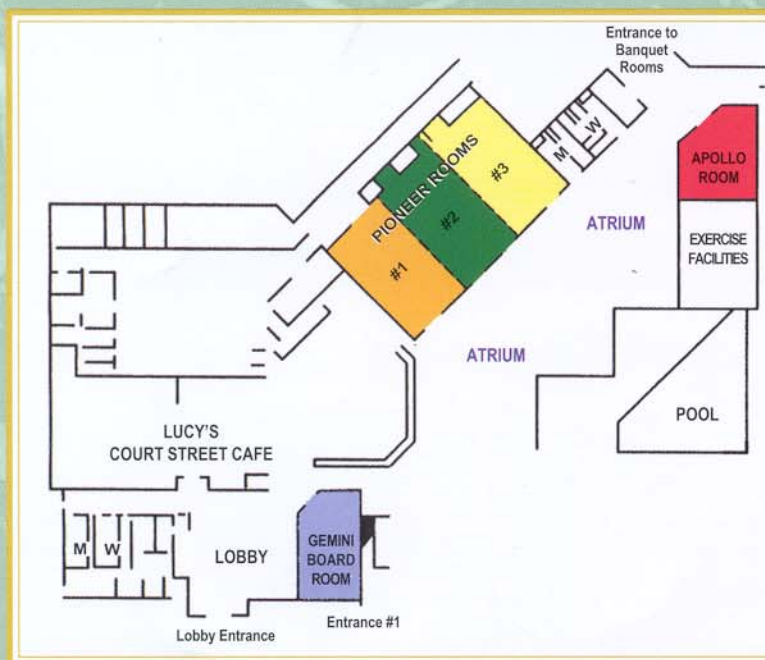 Entrance to
Banquet
Rooms
M
W
PIONEER ROOMS
#1
#2
#3
APOLLO
ROOM
ATRIUM
EXERCISE
FACILITIES
ATRIUM
POOL
LUCY'S
COURT STREET CAFE
M
W
LOBBY
GEMINI
BOARD
ROOM
Lobby Entrance
Entrance #1